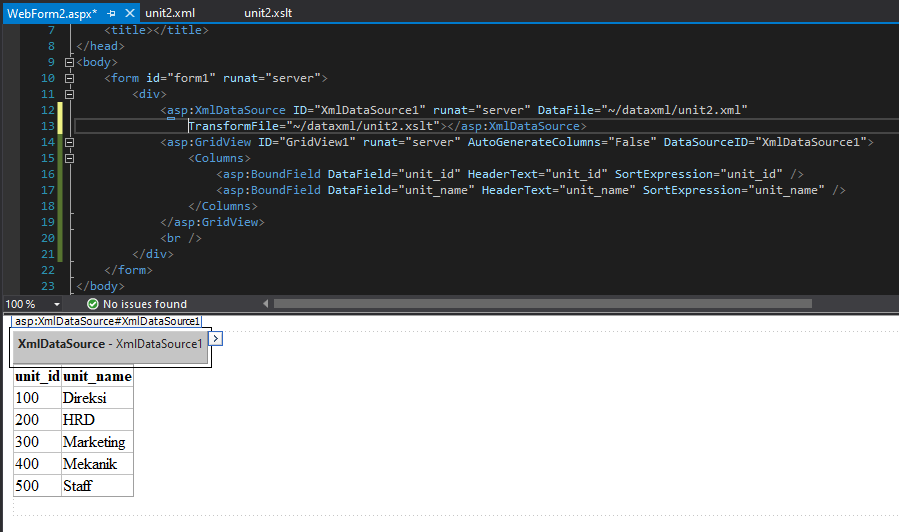 WebForm2.aspx*
unit2.xml
unit2.xslt
7 <title></title>
8 </head>
9 <body>
10 <form id="form1" runat="server">
11 <div>
12 <asp:XmlDataSource ID="XmlDataSource1" runat="server" DataFile="~/dataxml/unit2.xml"
13 TransformFile="~/dataxml/unit2.xslt"></asp:XmlDataSource>
14 <asp:GridView ID="GridView1" runat="server" AutoGenerateColumns="False" DataSourceID="XmlDataSource1">
15 <Columns>
16 <asp:BoundField DataField="unit_id" HeaderText="unit_id" SortExpression="unit_id" />
17 <asp:BoundField DataField="unit_name" HeaderText="unit_name" SortExpression="unit_name" />
18 </Columns>
19 </asp:GridView>
20 <br />
21 </div>
22 </form>
23 </body>
100 % No issues found
asp:XmlDataSource#XmlDataSource1
XmlDataSource - XmlDataSource1
unit_id unit_name
100 Direksi
200 HRD
300 Marketing
400 Mekanik
500 Staff